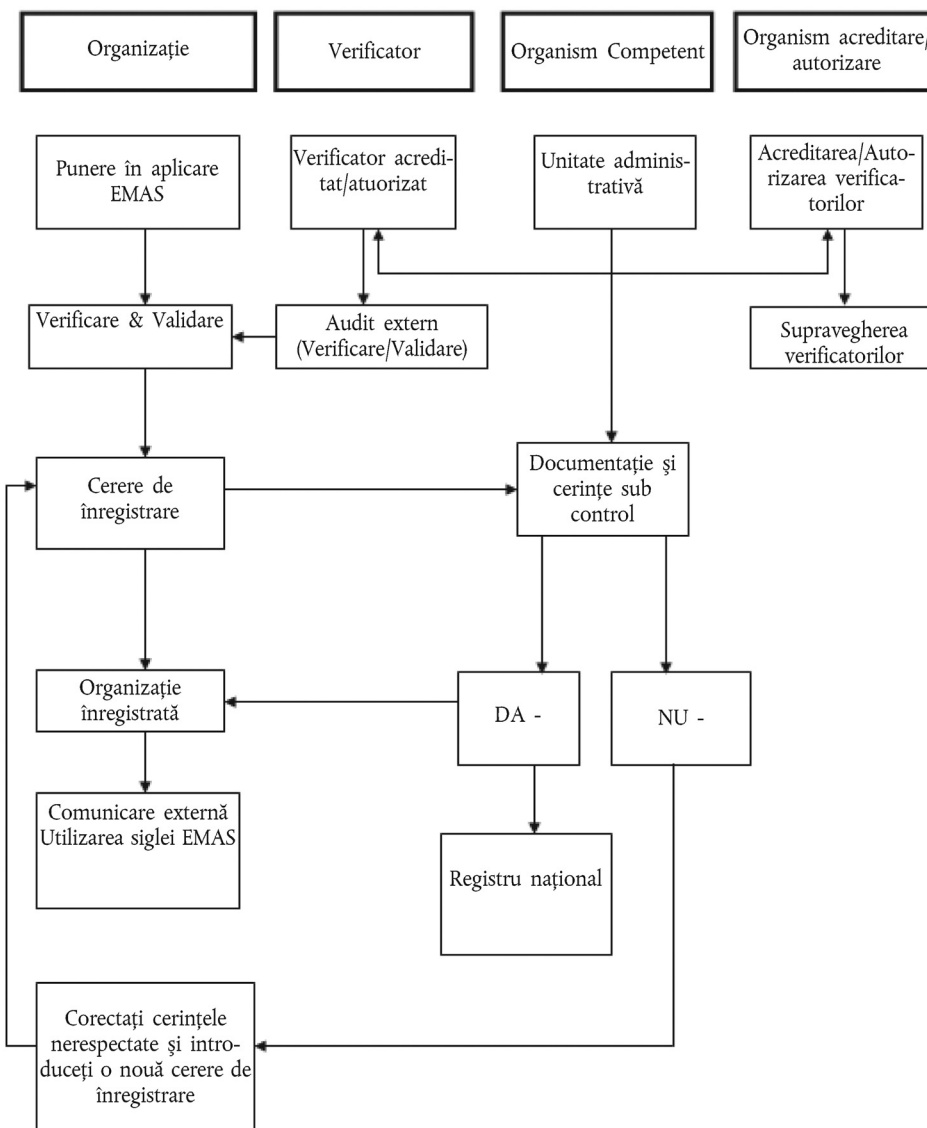 Organizație
Verificator
Organism Competent
Organism acreditare/
autorizare
Punere în aplicare
EMAS
Verificator acredi-
tat/atuorizat
Unitate adminis-
trativă
Acreditarea/Auto-
rizarea verifica-
torilor
Verificare & Validare
Audit extern
(Verificare/Validare)
Supravegherea
verificatorilor
Cerere de
înregistrare
Documentație şi
cerințe sub
control
Organizație
înregistrată
DA -
NU -
Comunicare externă
Utilizarea siglei EMAS
Registru național
Corectați cerințele
nerespectate şi intro-
duceți o nouă cerere de
înregistrare